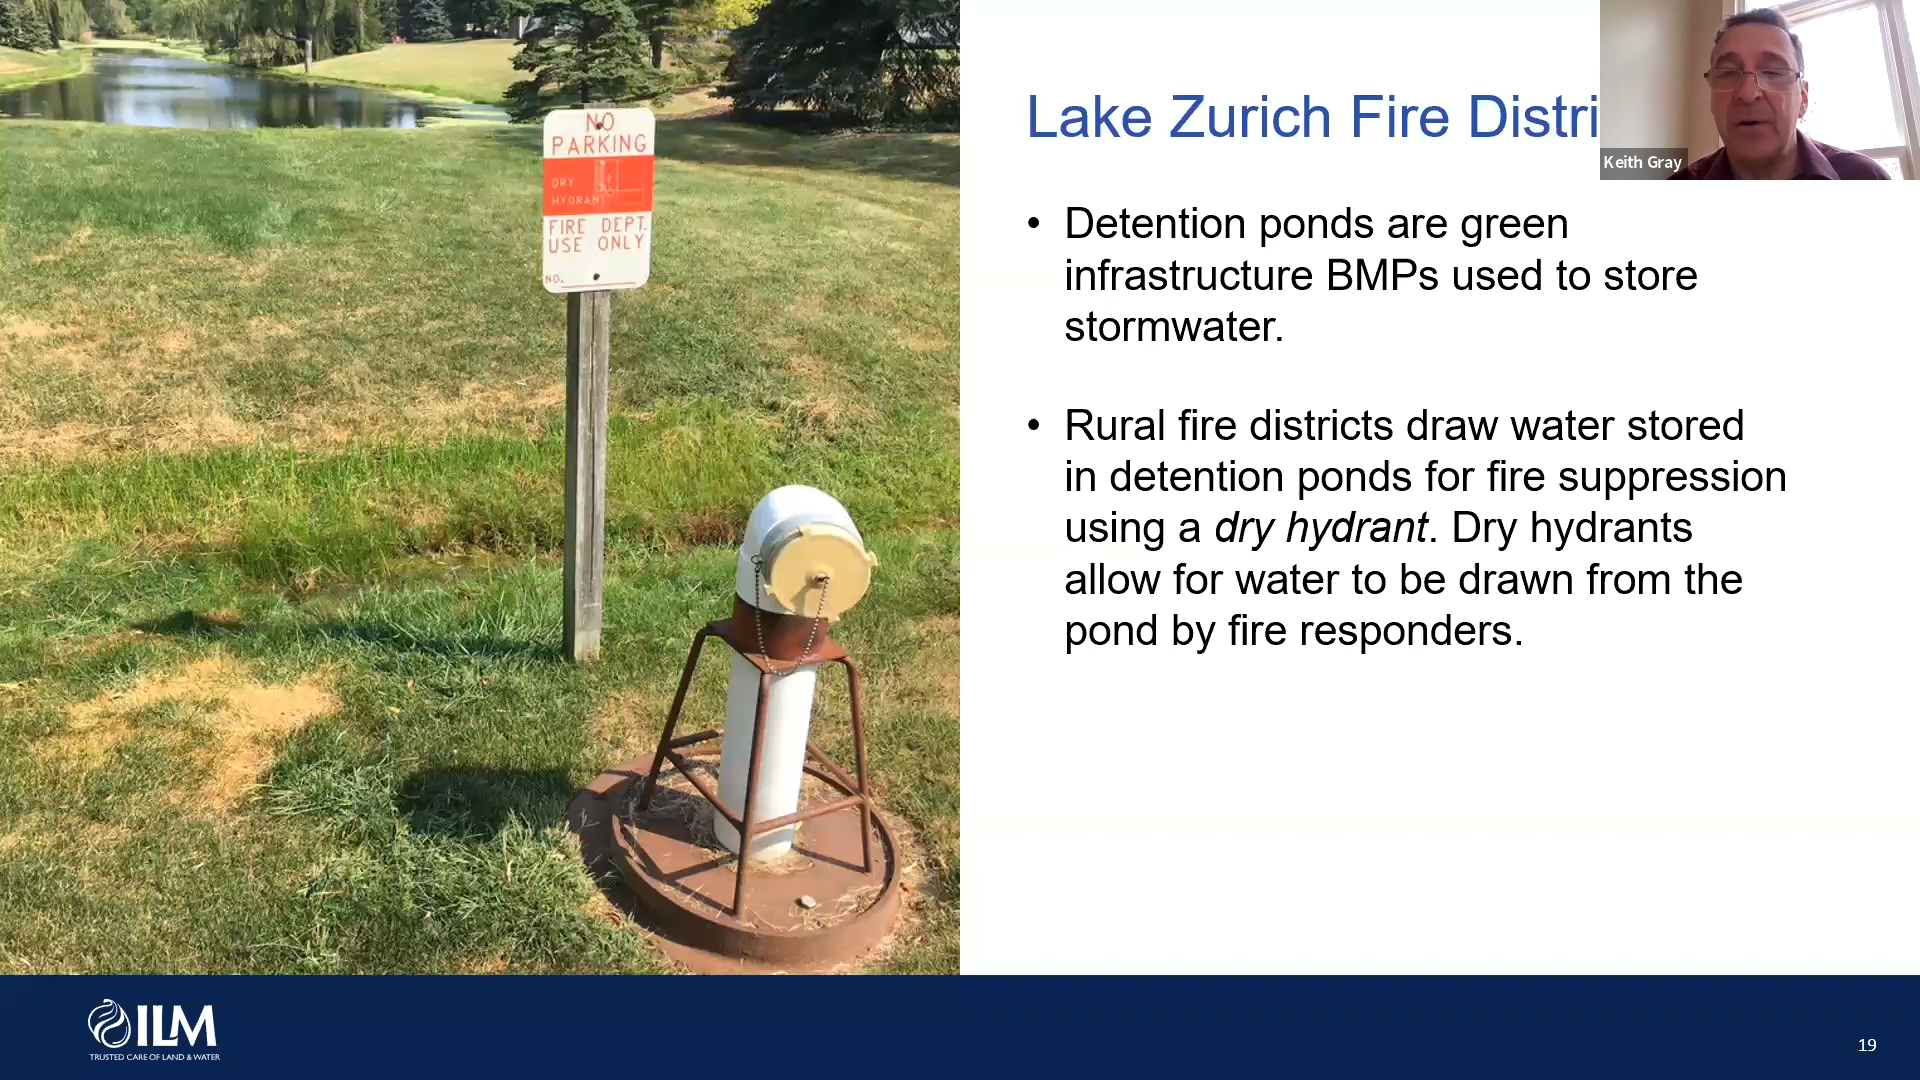 NO
PARKING
DRY
HYDRANT
FIRE DEPT.
USE ONLY
NO.
Lake Zurich Fire Distri
Keith Gray
• Detention ponds are green
infrastructure BMPs used to store
stormwater.
• Rural fire districts draw water stored
in detention ponds for fire suppression
using a dry hydrant. Dry hydrants
allow for water to be drawn from the
pond by fire responders.
ILM
TRUSTED CARE OF LAND & WATER
19